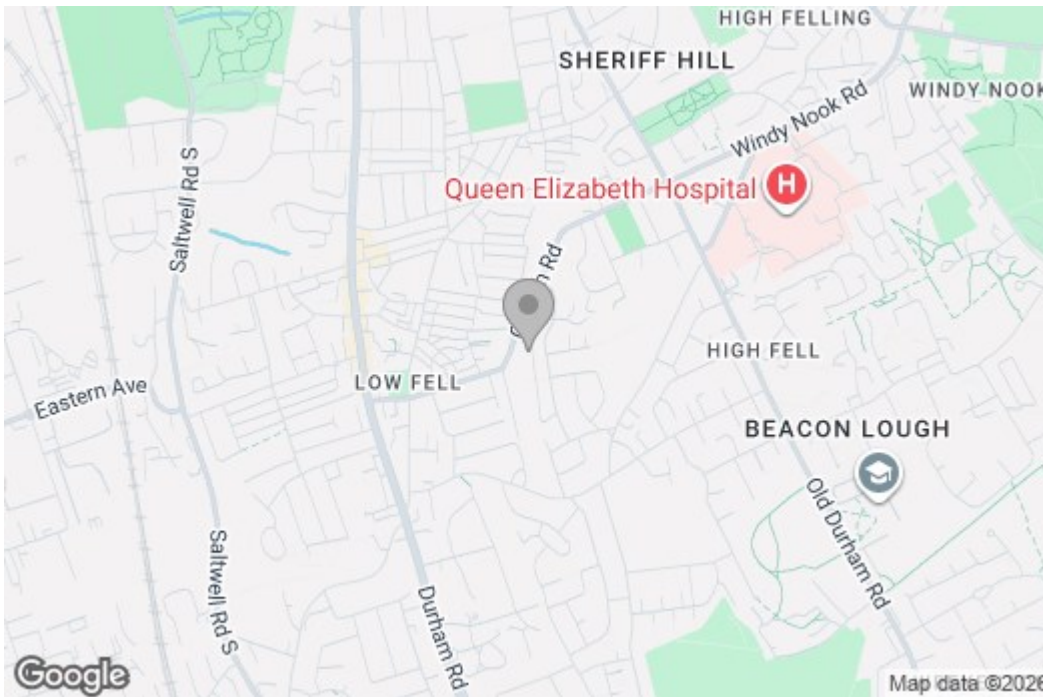 HIGH FELLING
SHERIFF HILL
WINDY NOOK
Windy Nook Rd
Queen Elizabeth Hospital
H
Saltwell Rd S
Rd
HIGH FELL
LOW FELL
Eastern Ave
BEACON LOUGH
Old Durham Rd
Saltwell Rd S
Durham Rd
Google
Map data ©2026